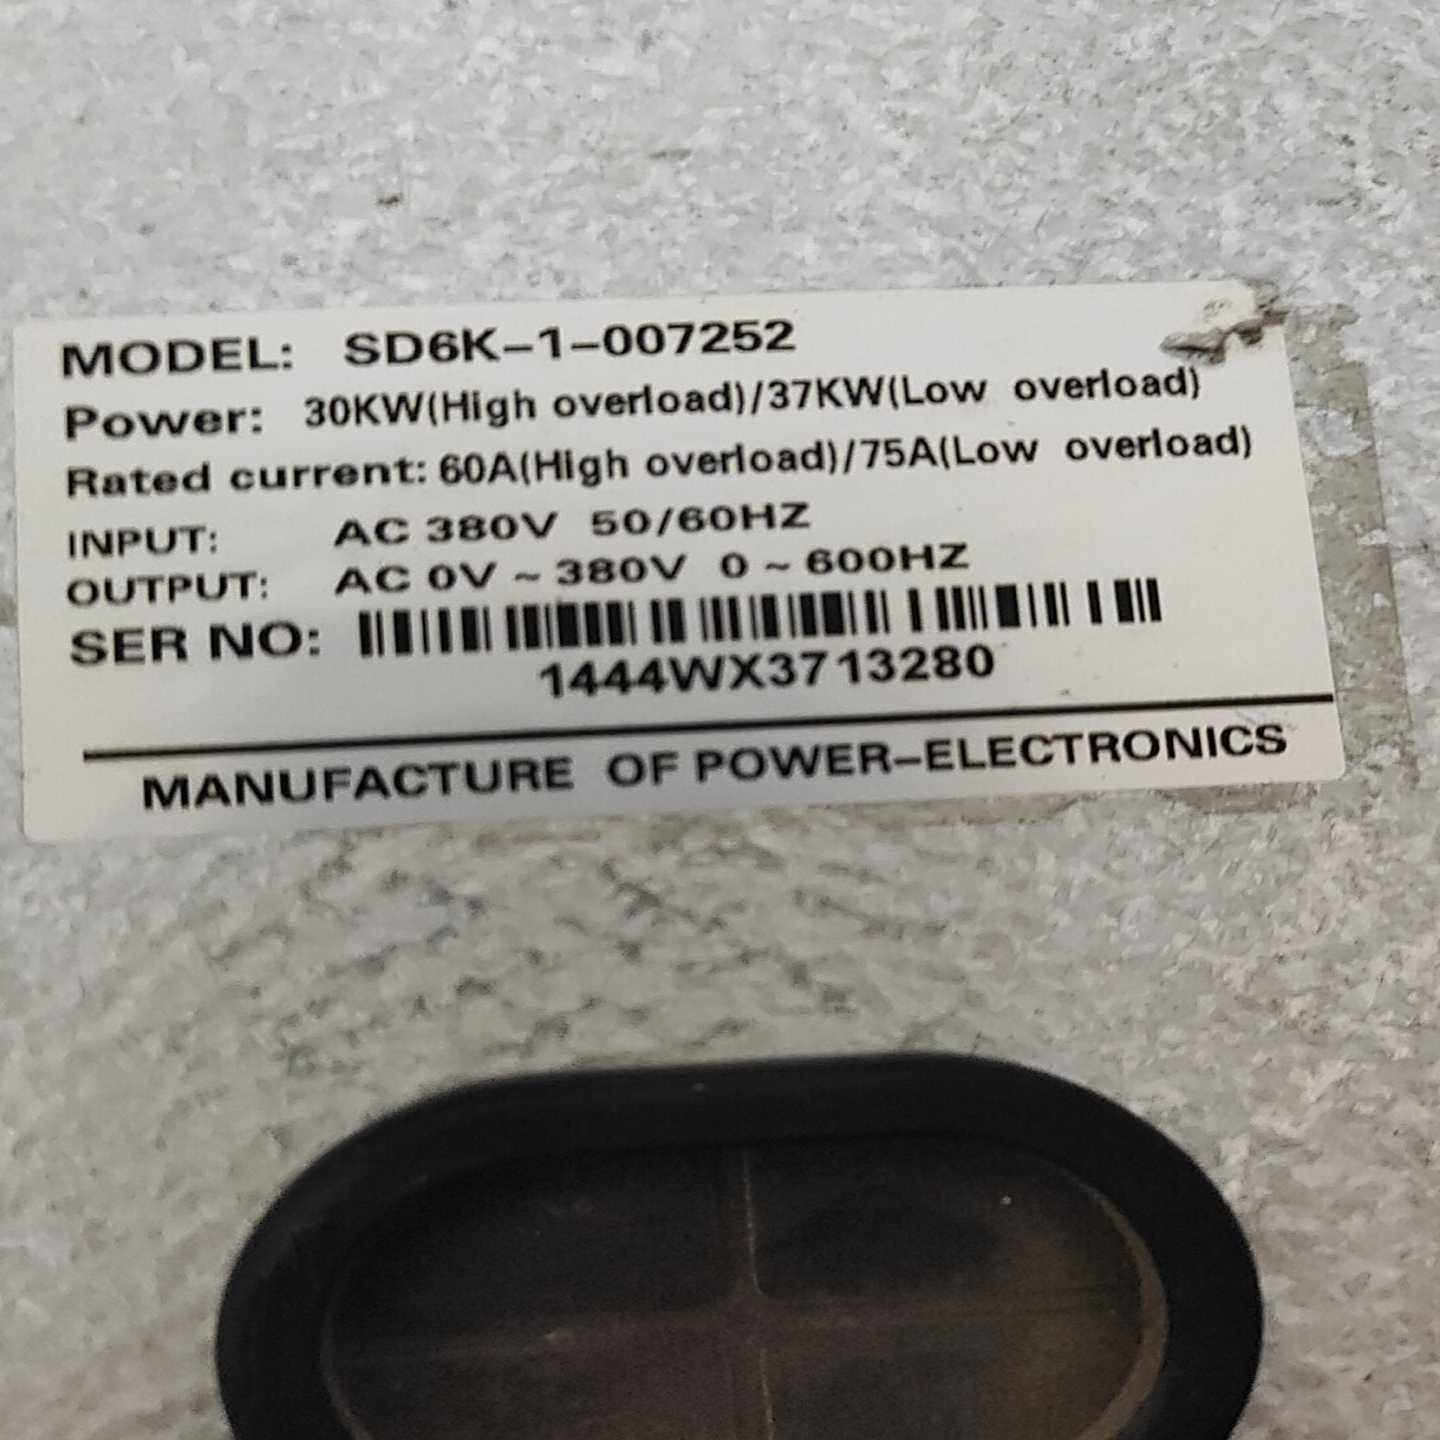 MODEL: SD6K-1-007252
Power: 30KW(High overload)/37KW(Low overload)
Rated current: 60A(High overload)/75A(Low overload)
INPUT: AC 380V 50/60HZ
OUTPUT: AC 0V ~ 380V 0 ~ 600HZ
SER NO:
1444WX3713280
MANUFACTURE OF POWER-ELECTRONICS